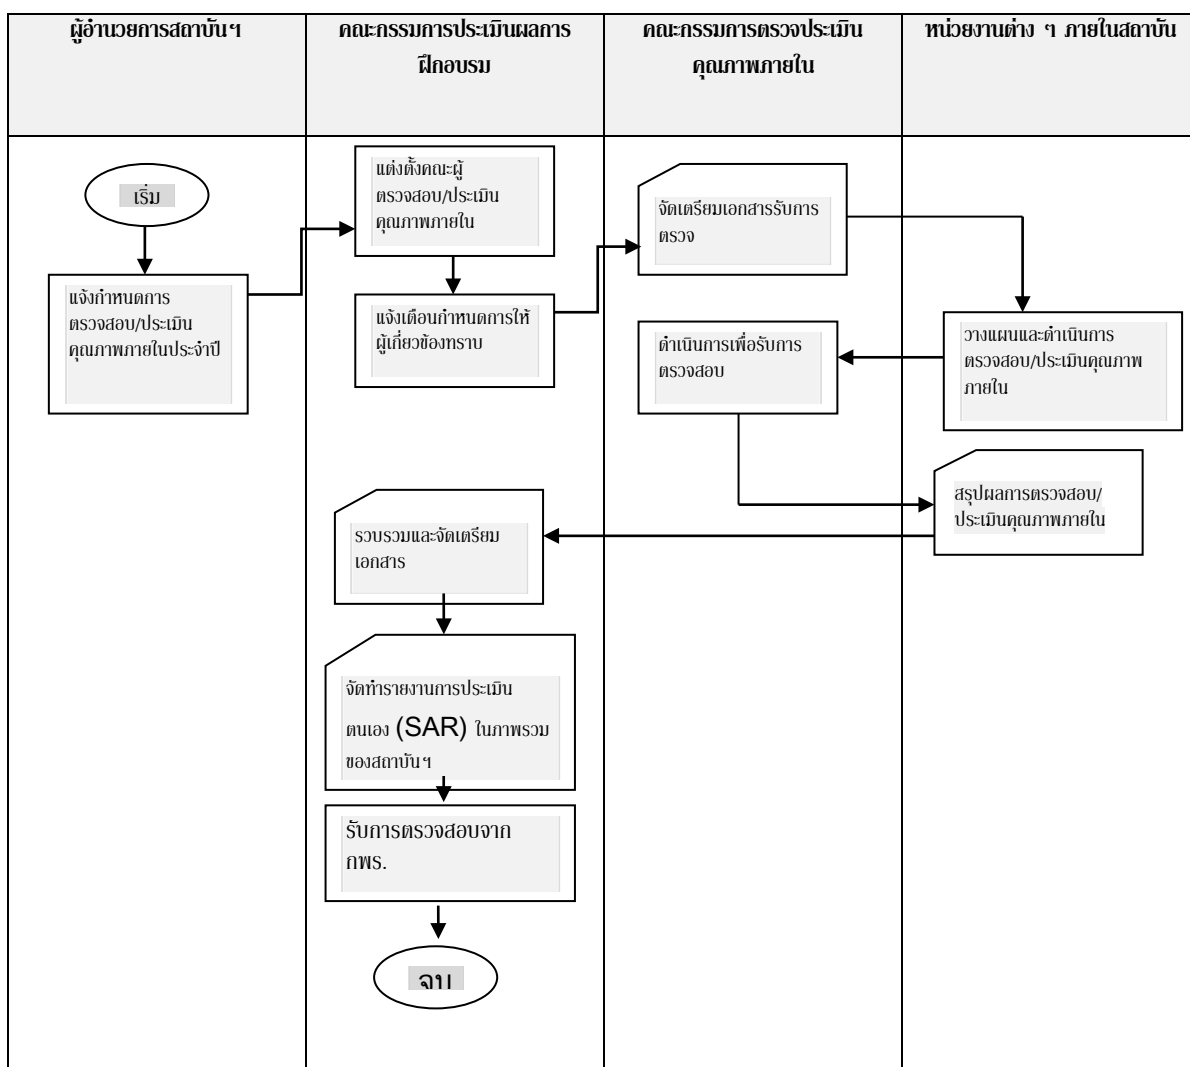 ผู้อำนวยการสถาบันฯ
คณะกรรมการประเมินผลการ
ฝึกอบรม
คณะกรรมการตรวจประเมิน
คุณภาพภายใน
หน่วยงานต่าง ๆ ภายในสถาบัน
เริ่ม
แจ้งกำหนดการ
ตรวจสอบ/ประเมิน
คุณภาพภายในประจำปี
แต่งตั้งคณะผู้
ตรวจสอบ/ประเมิน
คุณภาพภายใน
แจ้งเตือนกำหนดการให้
ผู้เกี่ยวข้องทราบ
จัดเตรียมเอกสารรับการ
ตรวจ
วางแผนและดำเนินการ
ตรวจสอบ/ประเมินคุณภาพ
ภายใน
ดำเนินการเพื่อรับการ
ตรวจสอบ
สรุปผลการตรวจสอบ/
ประเมินคุณภาพภายใน
รวบรวมและจัดเตรียม
เอกสาร
จัดทำรายงานการประเมิน
ตนเอง (SAR) ในภาพรวม
ของสถาบันฯ
รับการตรวจสอบจาก
กพร.
จบ